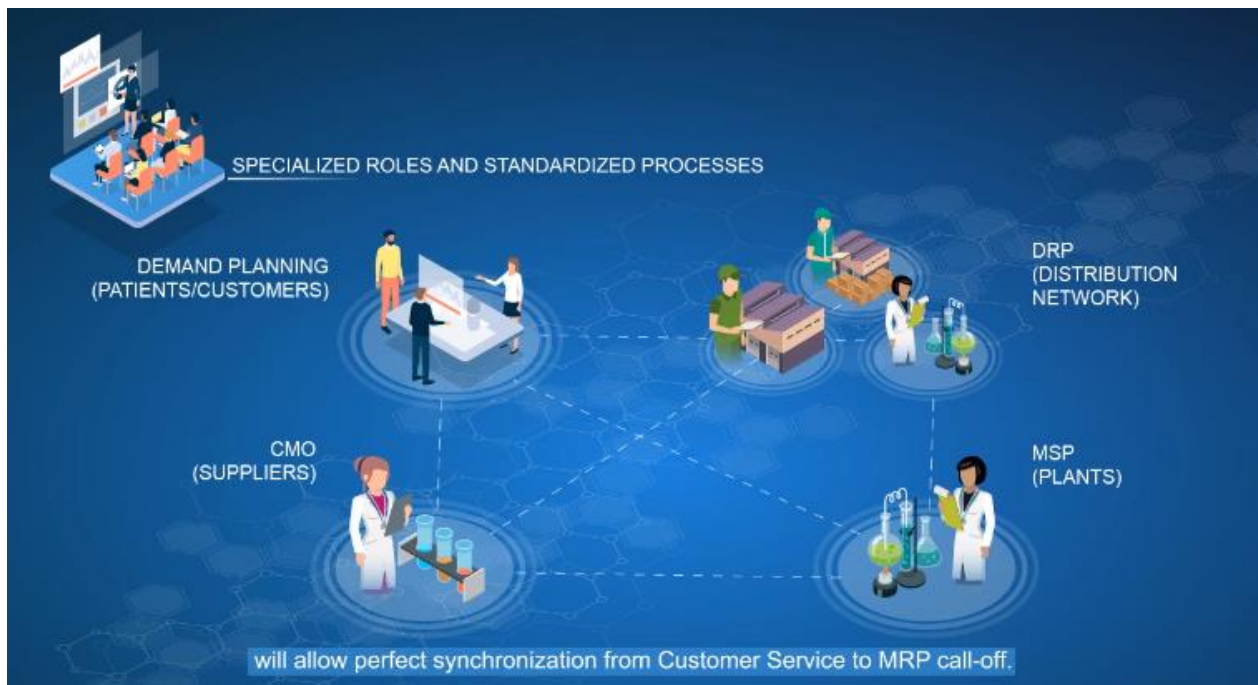 SPECIALIZED ROLES AND STANDARDIZED PROCESSES
DEMAND PLANNING
(PATIENTS/CUSTOMERS)
DRP
(DISTRIBUTION
NETWORK)
CMO
(SUPPLIERS)
MSP
(PLANTS)
will allow perfect synchronization from Customer Service to MRP call-off.